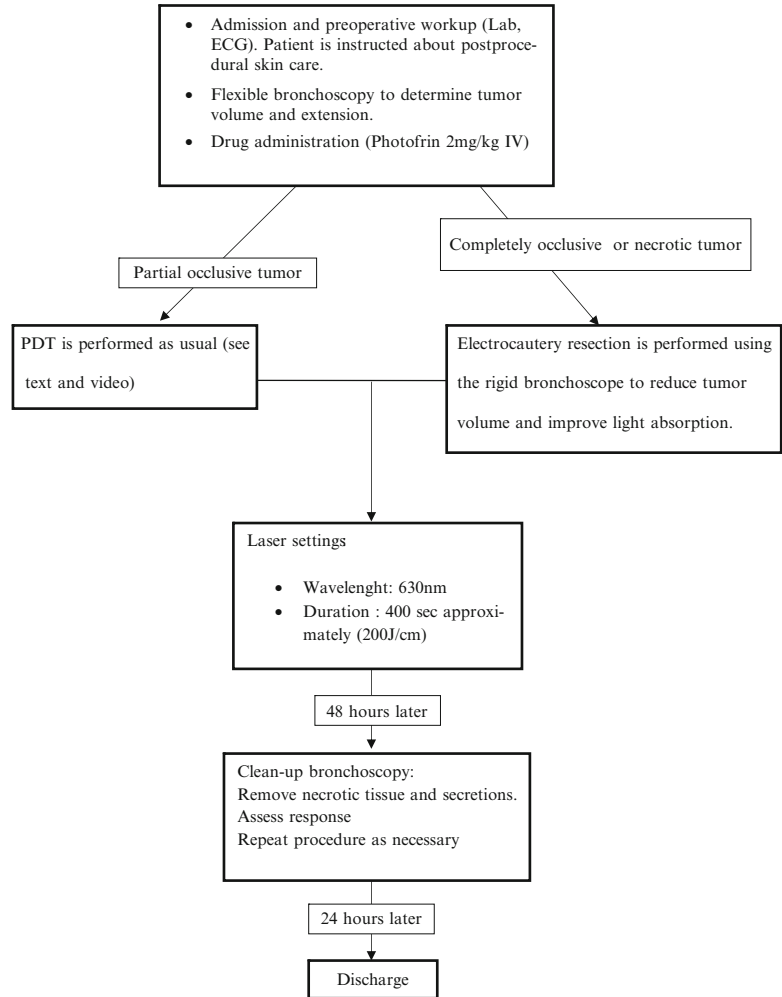 • Admission and preoperative workup (Lab,
ECG). Patient is instructed about postproce-
dural skin care.
• Flexible bronchoscopy to determine tumor
volume and extension.
• Drug administration (Photofrin 2mg/kg IV)
Partial occlusive tumor
Completely occlusive or necrotic tumor
PDT is performed as usual (see
text and video)
Electrocautery resection is performed using
the rigid bronchoscope to reduce tumor
volume and improve light absorption.
Laser settings
• Wavelenght: 630nm
• Duration : 400 sec approxi-
mately (200J/cm)
48 hours later
Clean-up bronchoscopy:
Remove necrotic tissue and secretions.
Assess response
Repeat procedure as necessary
24 hours later
Discharge